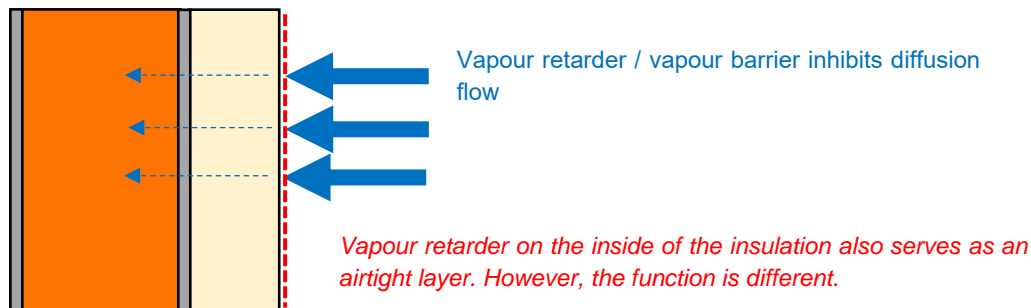 Vapour retarder / vapour barrier inhibits diffusion
flow
Vapour retarder on the inside of the insulation also serves as an
airtight layer. However, the function is different.